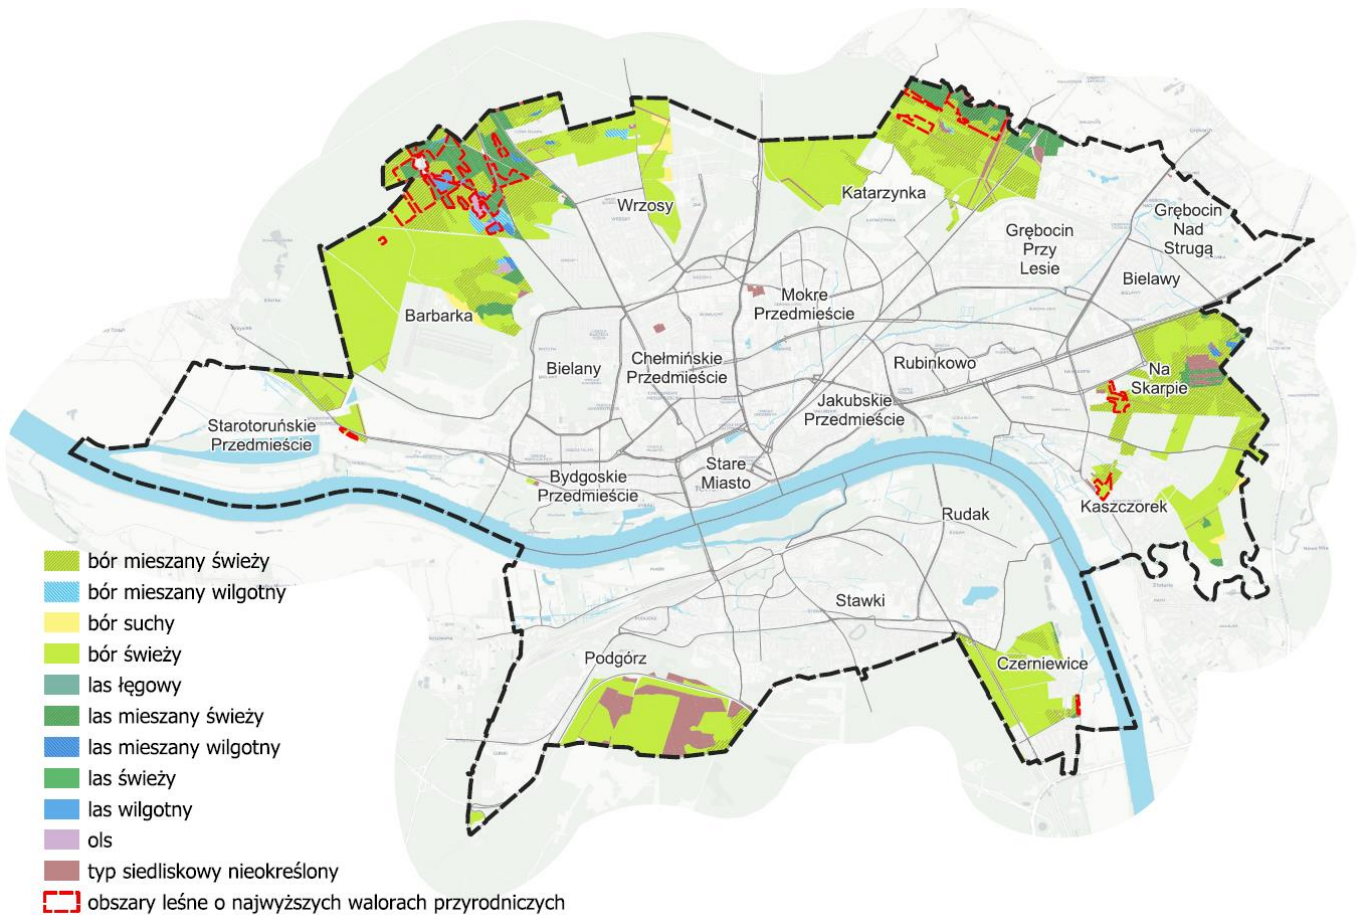 Wrzosy
Katarzynka
Grębocin
Nad
Strugą
Grębocin
Przy
Lesie
Bielawy
Mokre
Przedmieście
Barbarka
Bielany
Chełmińskie
Przedmieście
Rubinkowo
Na
Skarpie
Jakubskie
Przedmieście
Starotoruńskie
Przedmieście
Bydgoskie
Przedmieście
Stare
Miasto
Kaszczorek
Rudak
Stawki
Podgórz
Czerniewice
bór mieszany świeży
bór mieszany wilgotny
bór suchy
bór świeży
las łęgowy
las mieszany świeży
las mieszany wilgotny
las świeży
las wilgotny
ols
typ siedliskowy nieokreślony
obszary leśne o najwyższych walorach przyrodniczych